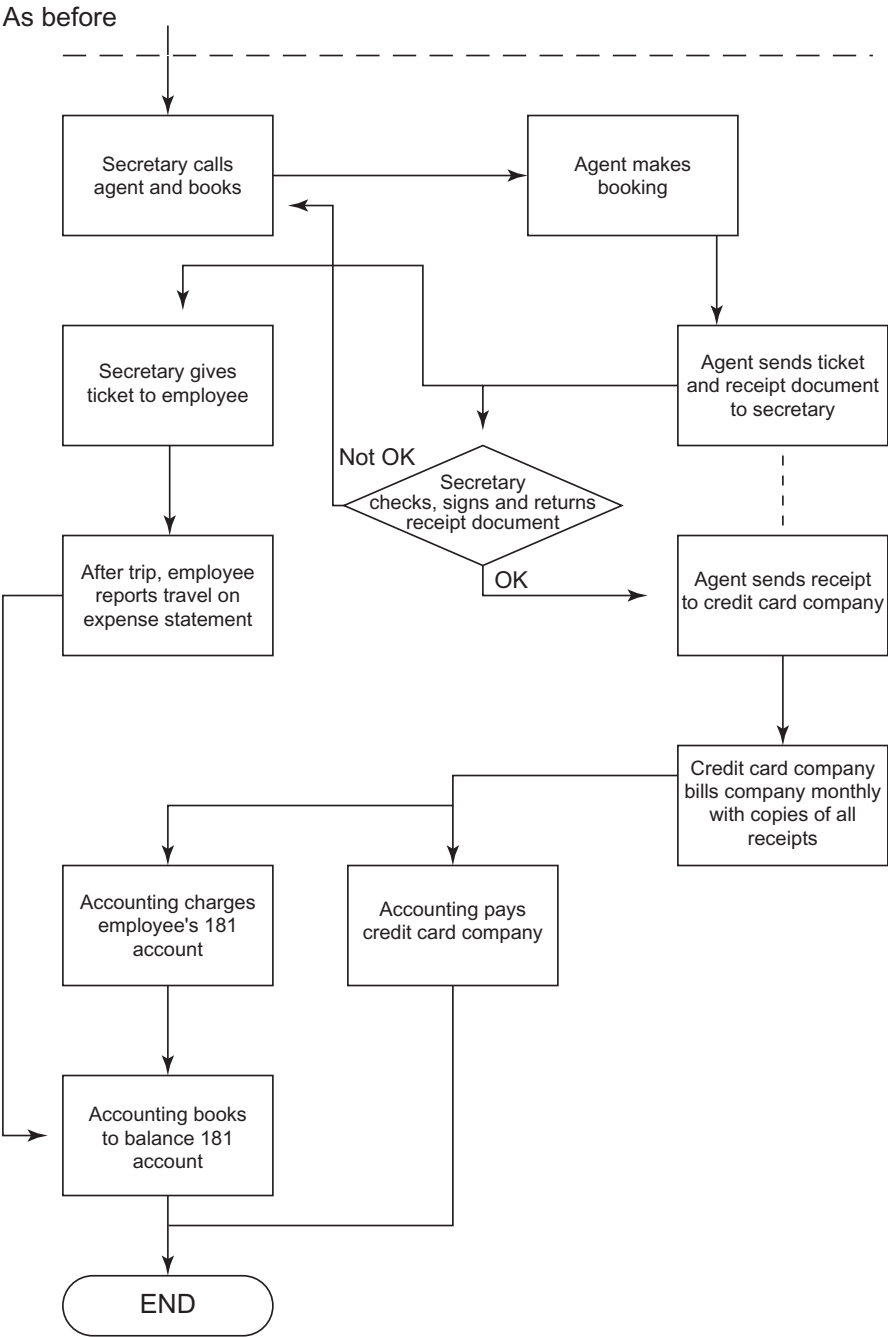 As before
Secretary calls
agent and books
Agent makes
booking
Secretary gives
ticket to employee
Agent sends ticket
and receipt document
to secretary
Not OK
Secretary
checks, signs and returns
receipt document
OK
After trip, employee
reports travel on
expense statement
Agent sends receipt
to credit card company
Credit card company
bills company monthly
with copies of all
receipts
Accounting charges
employee's 181
account
Accounting pays
credit card company
Accounting books
to balance 181
account
END